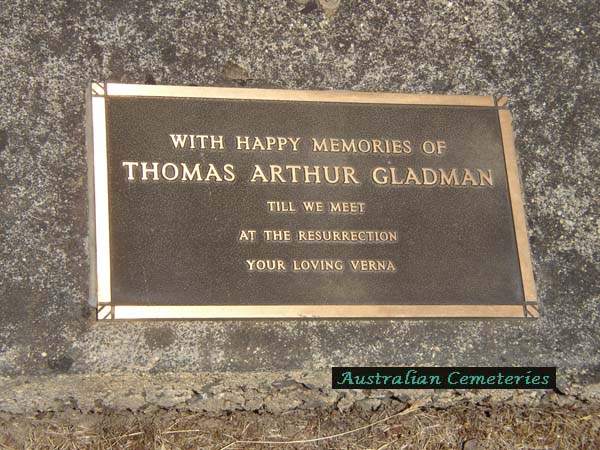 WITH HAPPY MEMORIES OF
THOMAS ARTHUR GLADMAN
TILL WE MEET
AT THE RESURRECTION
YOUR LOVING VERNA
Australian Cemeteries